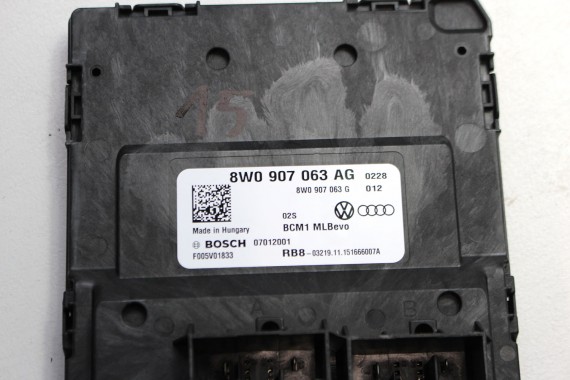 15
8W0 907 063 AG 0228
8W0 907 063 G 012
02S
BCM1 MLBevo
Made in Hungary
BOSCH 07012001
F005V01833
RB8-03219.11.151666007A
A B